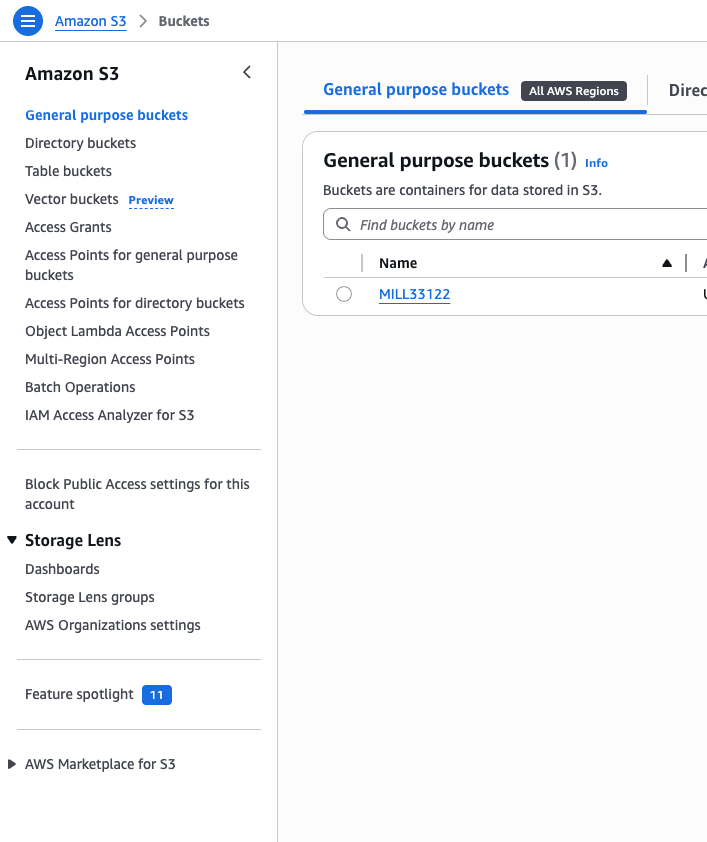 Amazon S3 > Buckets
Amazon S3
General purpose buckets
Directory buckets
Table buckets
Vector buckets Preview
Access Grants
Access Points for general purpose
buckets
Access Points for directory buckets
Object Lambda Access Points
Multi-Region Access Points
Batch Operations
IAM Access Analyzer for S3
Block Public Access settings for this
account
Storage Lens
Dashboards
Storage Lens groups
AWS Organizations settings
Feature spotlight 11
AWS Marketplace for S3
General purpose buckets All AWS Regions
General purpose buckets (1) Info
Buckets are containers for data stored in S3.
Find buckets by name
Name
MILL33122